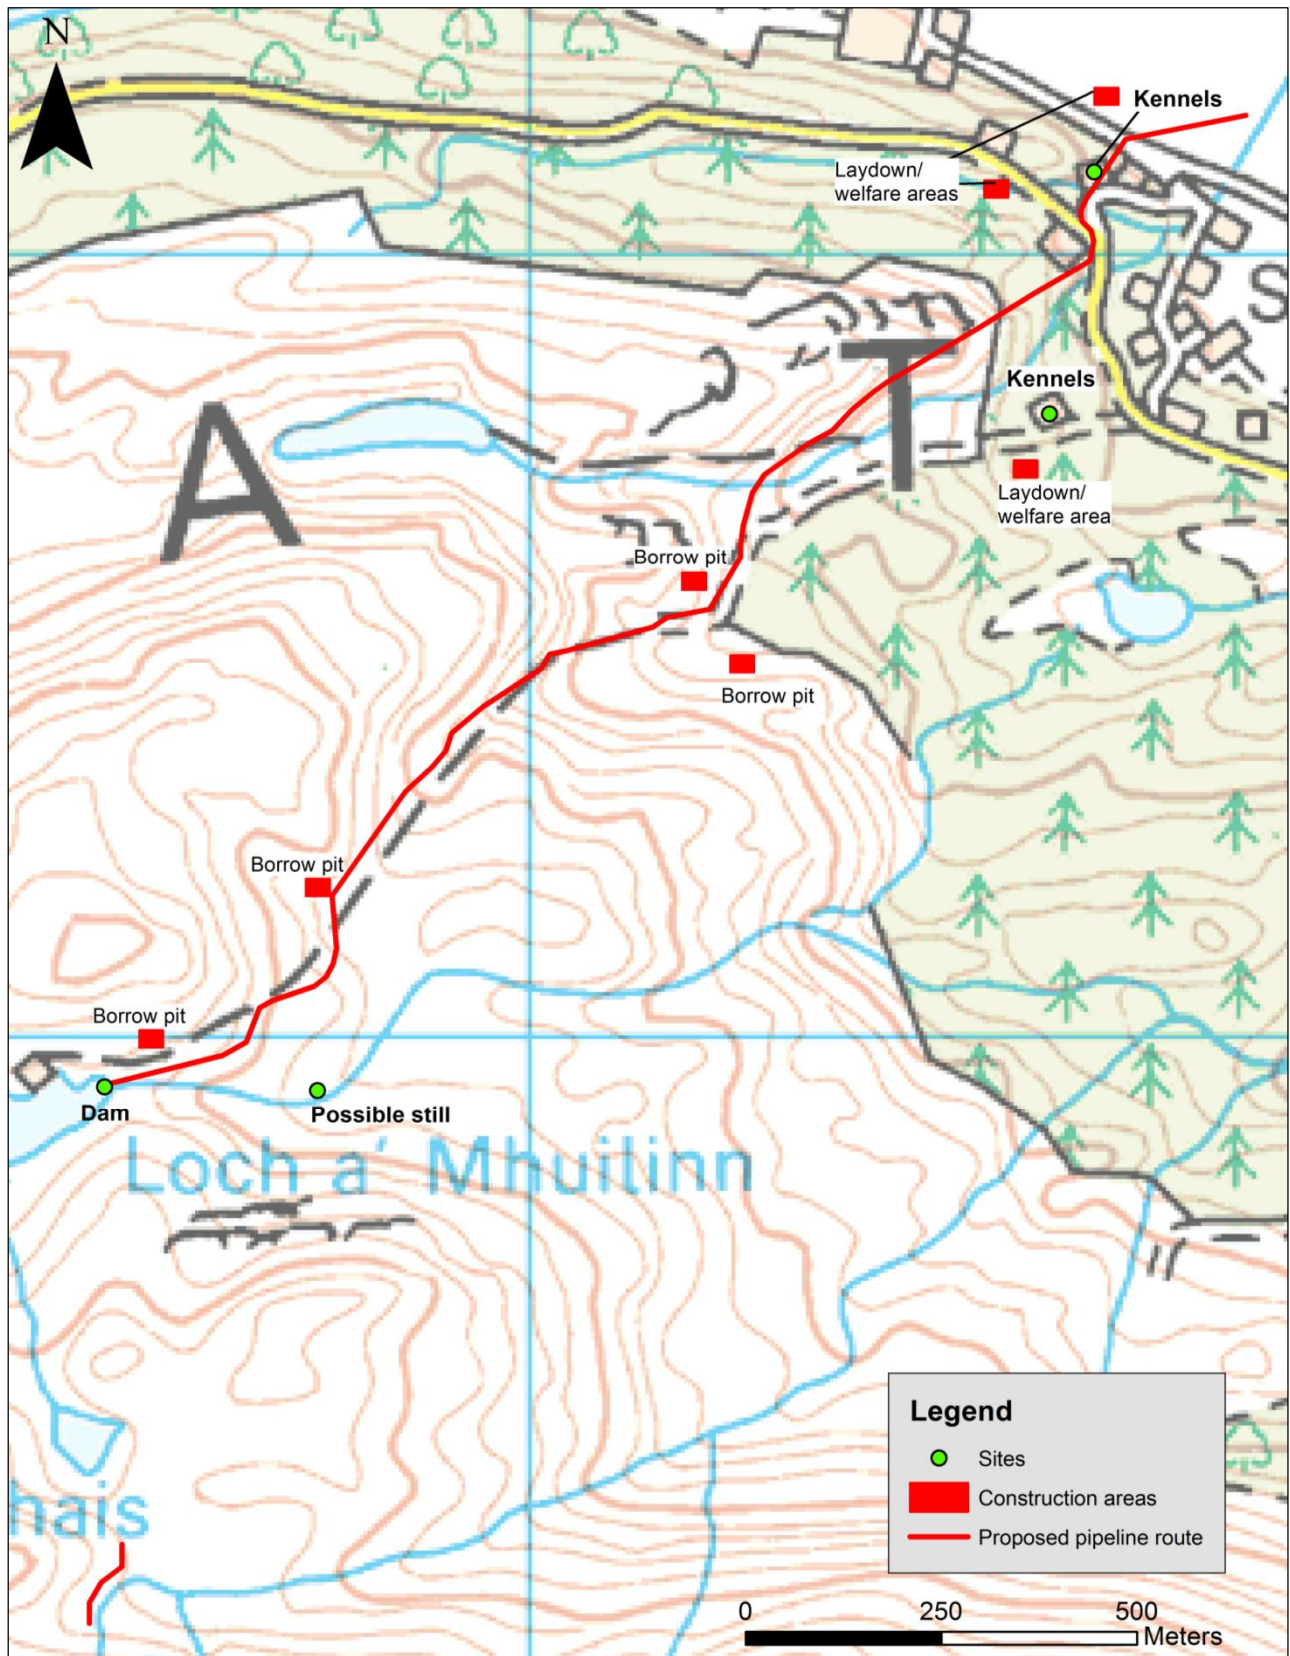 N
Kennels
Laydown/
welfare areas
S
A
T
Kennels
Laydown/
welfare area
Borrow pit
Borrow pit
Borrow pit
Borrow pit
Dam
Possible still
Loch a' Mhuilinn
hais
Legend
Sites
Construction areas
Proposed pipeline route
0 250 500
Meters